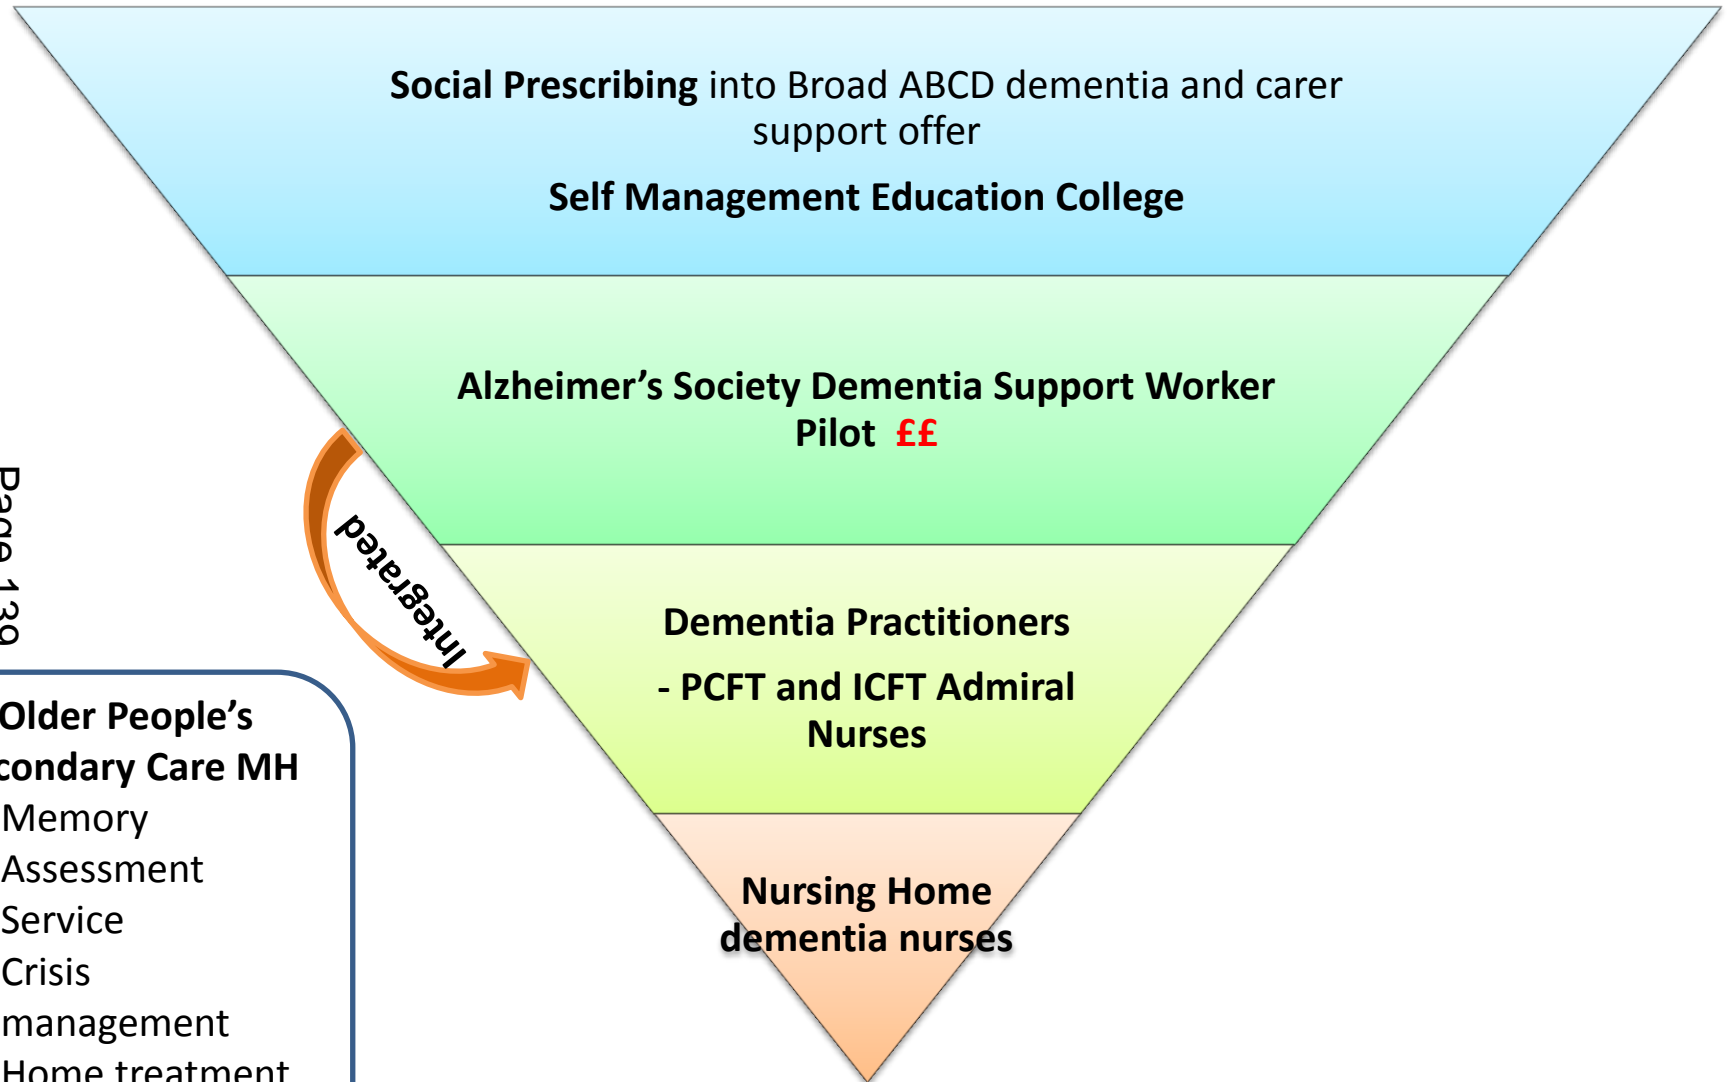 Social Prescribing into Broad ABCD dementia and carer
support offer
Self Management Education College
Alzheimer’s Society Dementia Support Worker
Pilot ££
Integrated
Dementia Practitioners
- PCFT and ICFT Admiral
Nurses
Nursing Home
dementia nurses
Page 139
Older People’s
condary Care MH
Memory
Assessment
Service
Crisis
management
Home treatment